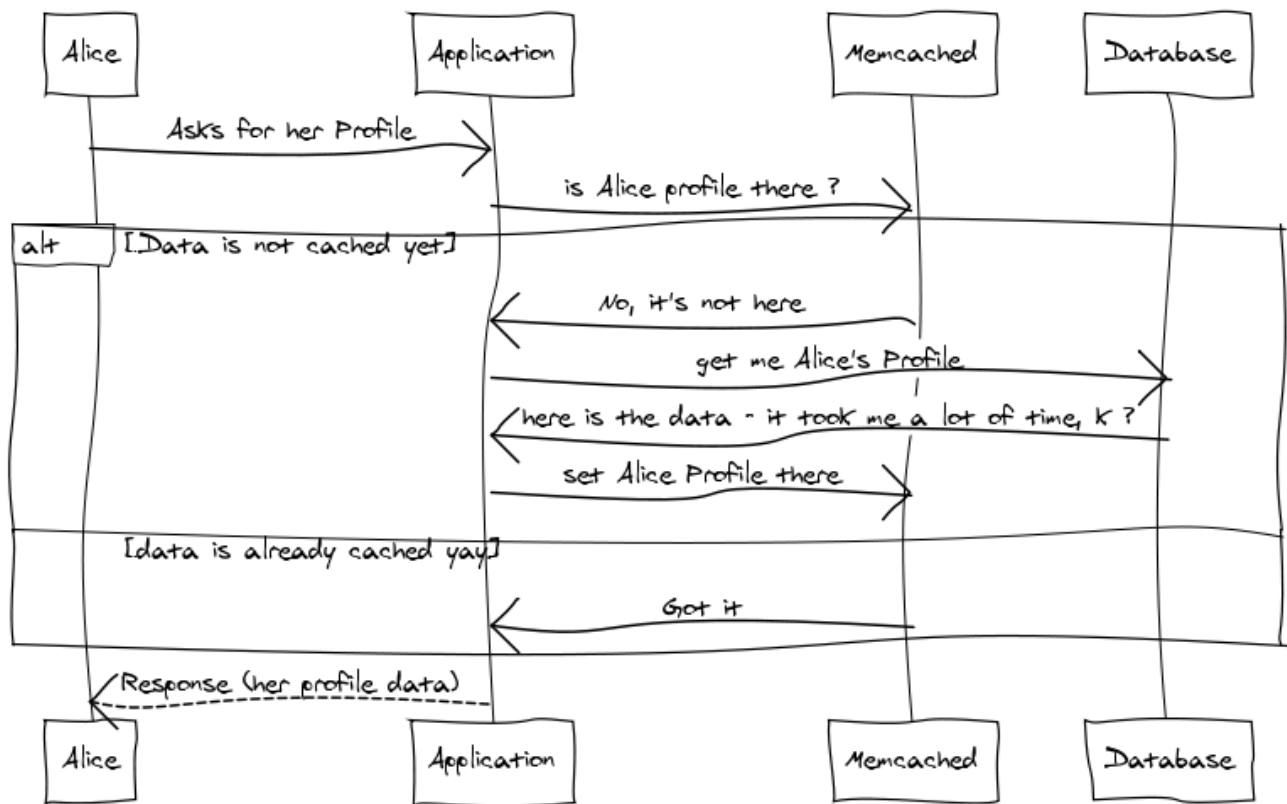 Alice
Application
Memcached
Database
Asks for her Profile
is Alice profile there ?
alt
[.Data is not cached yet]
No, it's not here
get me Alice's Profile
here is the data - it took me a lot of time, k ?
set Alice Profile there
[data is already cached yay]
Got it
Response (her profile data)
Alice
Application
Memcached
Database